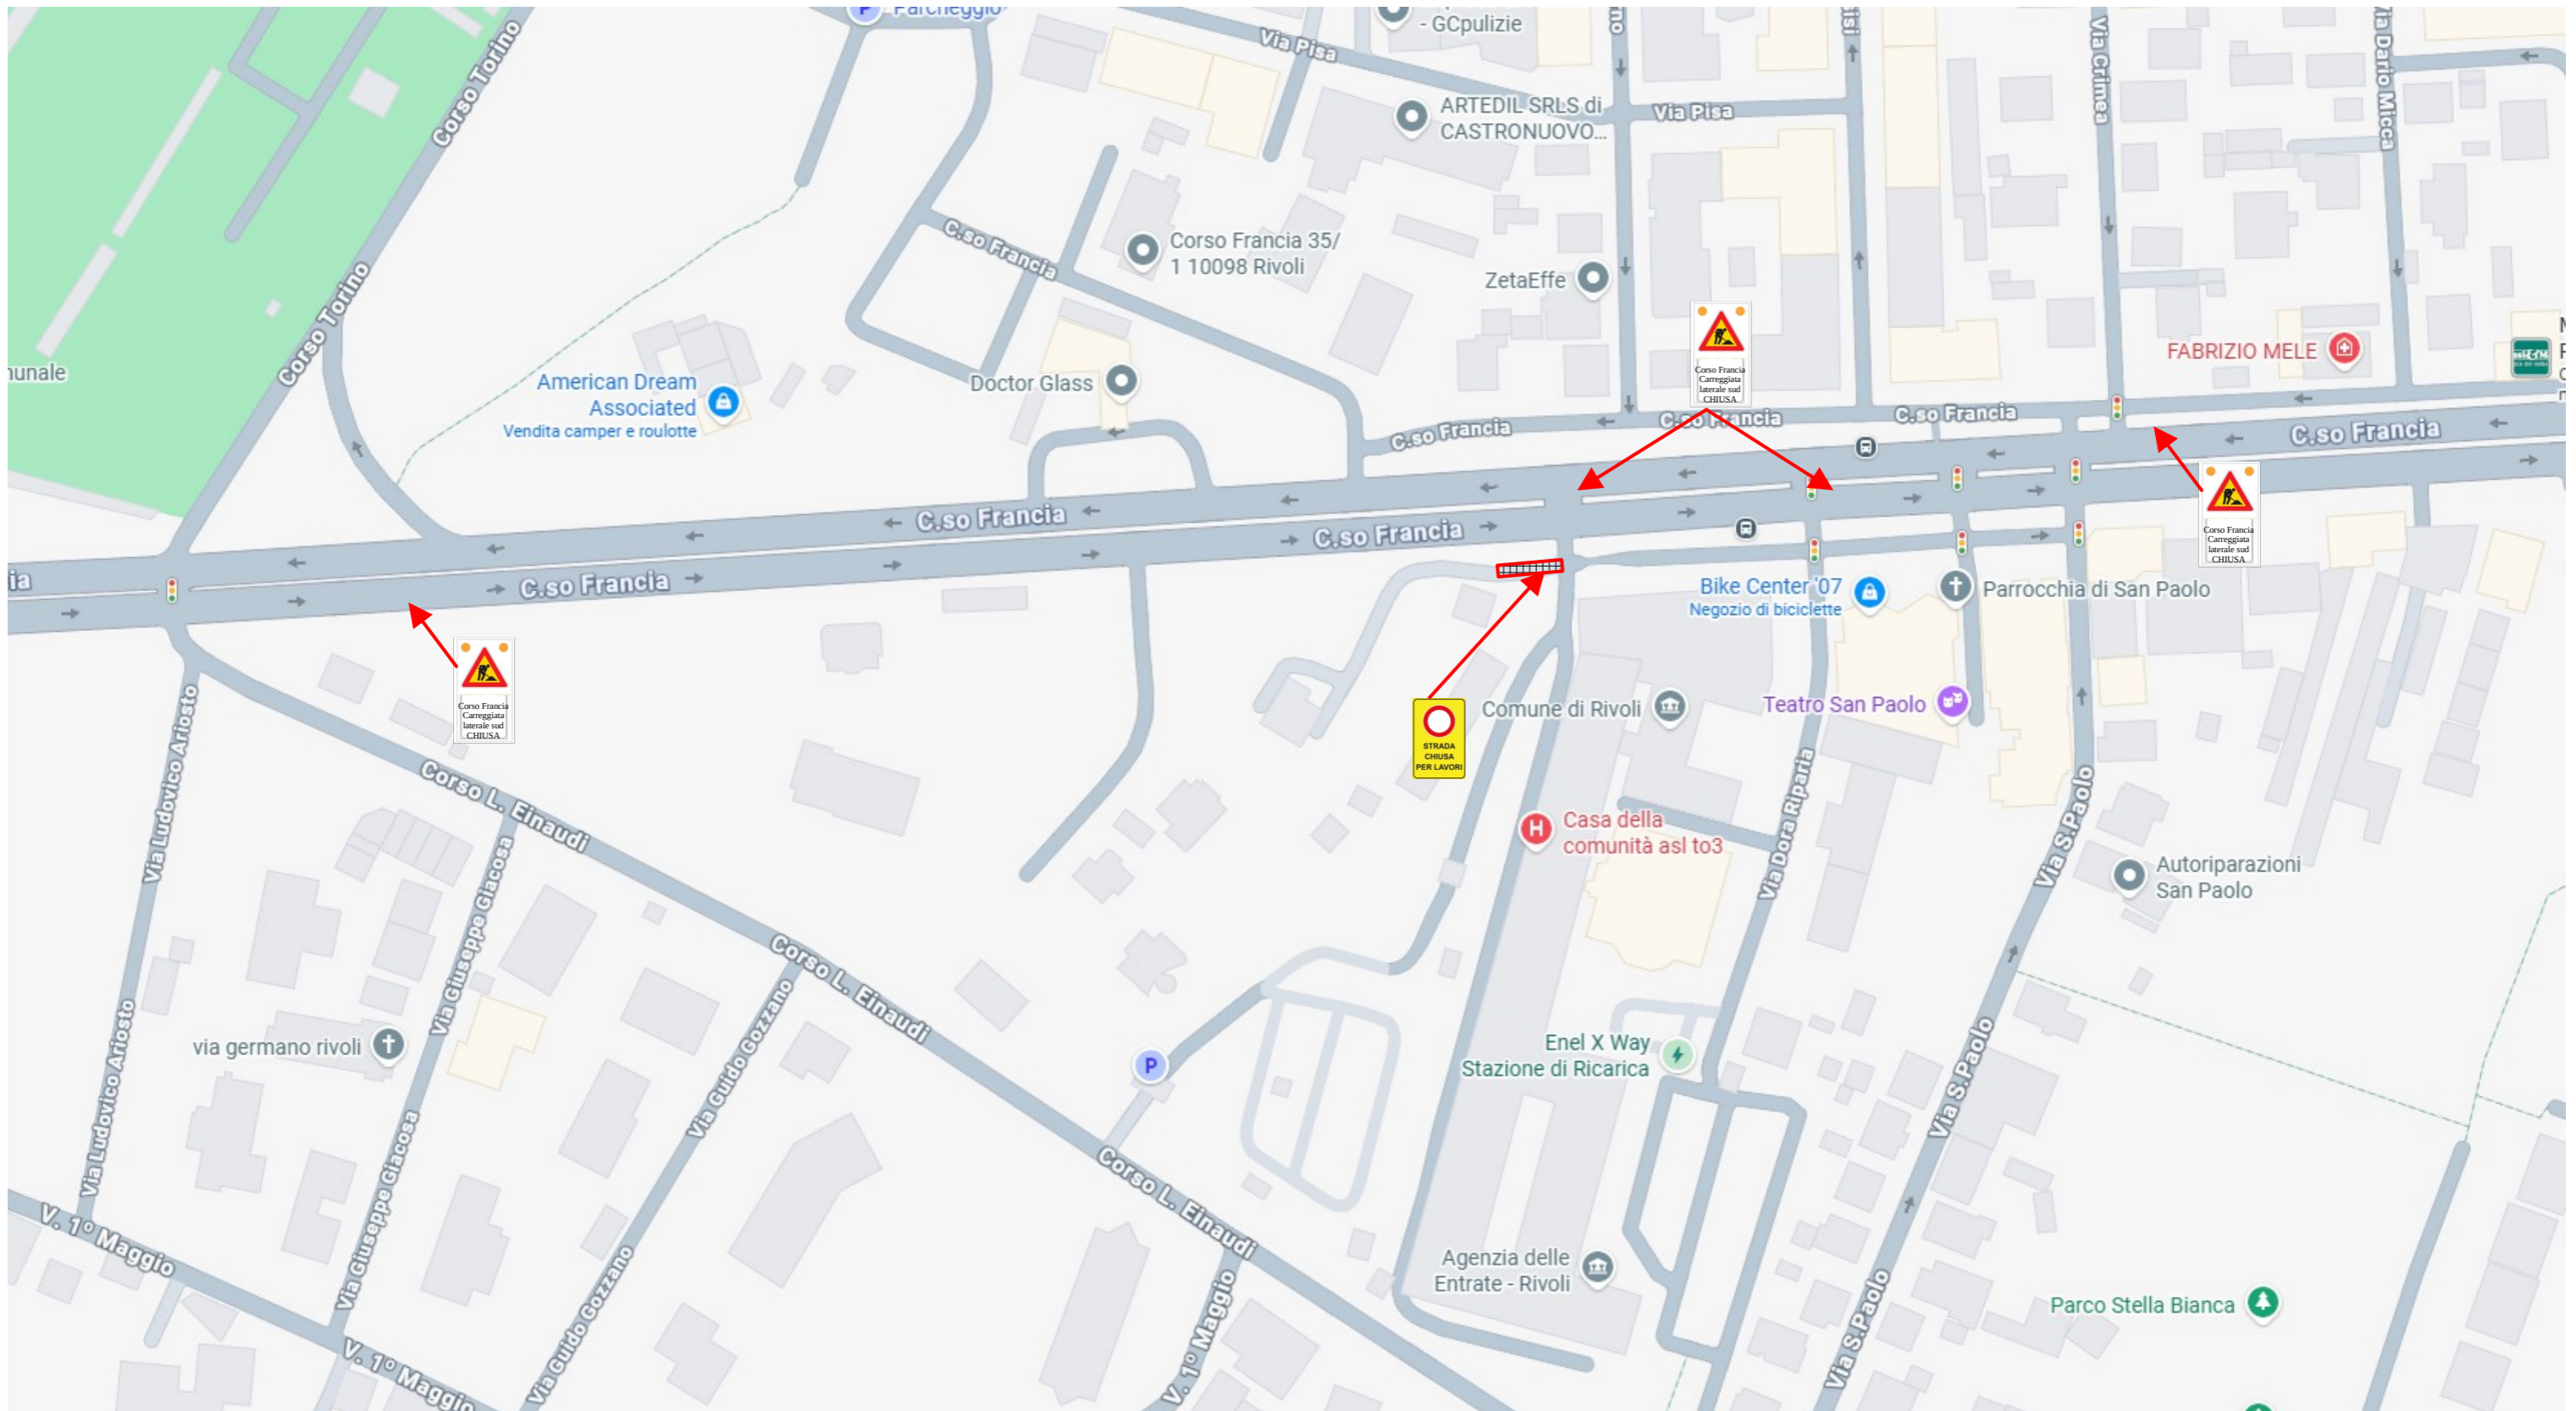 Parcheggio
- GCpulizie
Via Pisa
Corso Torino
Via Crimea
Via Dario Micca
ARTEDIL SRLS di
CASTRONUOVO...
Via Pisa
C.so Francia
Corso Francia 35/
1 10098 Rivoli
ZetaEffe
Corso Torino
Corso Francia
Carreggiata
laterale sud
CHIUSA
FABRIZIO MELE
American Dream
Associated
Vendita camper e roulotte
Doctor Glass
C.so Francia
C.so Francia
C.so Francia
C.so Francia
C.so Francia
C.so Francia
C.so Francia
Corso Francia
Carreggiata
laterale sud
CHIUSA
Bike Center '07
Negozio di biciclette
Parrocchia di San Paolo
Corso Francia
Carreggiata
laterale sud
CHIUSA
STRADA
CHIUSA
PER LAVORI
Comune di Rivoli
Teatro San Paolo
Via Ludovico Ariosto
Corso L. Einaudi
Via Dora Riparia
Via S.Paolo
Casa della
comunità asl to3
Autoriparazioni
San Paolo
Via Giuseppe Giacosa
Corso L. Einaudi
Via Guido Gozzano
via germano rivoli
P
Enel X Way
Stazione di Ricarica
Via S.Paolo
Via Ludovico Ariosto
Via Giuseppe Giacosa
Corso L. Einaudi
V. 1º Maggio
Via Guido Gozzano
V. 1º Maggio
Agenzia delle
Entrate - Rivoli
Via S.Paolo
Parco Stella Bianca
V. 1º Maggio